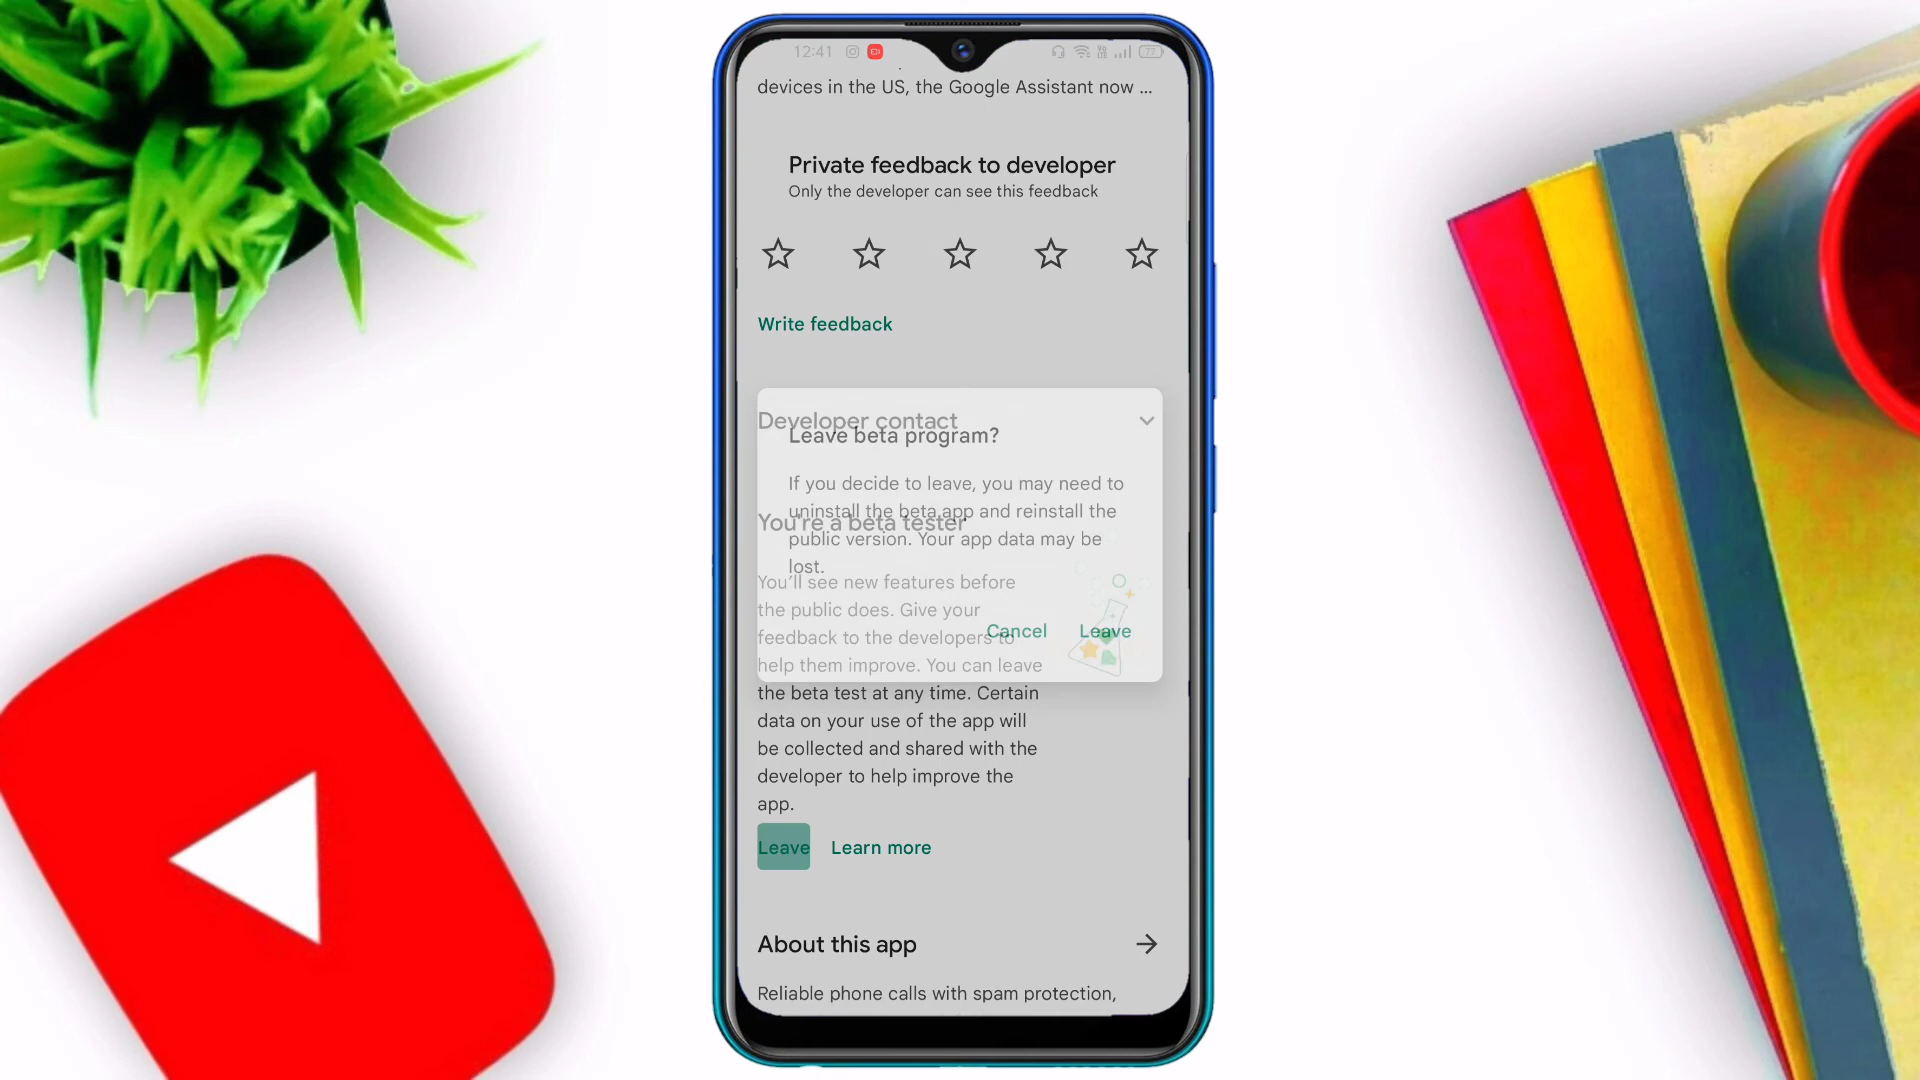 12:41
devices in the US, the Google Assistant now ...
Private feedback to developer
Only the developer can see this feedback
Write feedback
Developer contact
Leave beta program?
If you decide to leave, you may need to
uninstall the beta app and reinstall the
public version. Your app data may be
lost.
Cancel
Leave
You're a beta tester
You'll see new features before
the public does. Give your
feedback to the developers to
help them improve. You can leave
the beta test at any time. Certain
data on your use of the app will
be collected and shared with the
developer to help improve the
app.
Leave
Learn more
About this app
Reliable phone calls with spam protection,